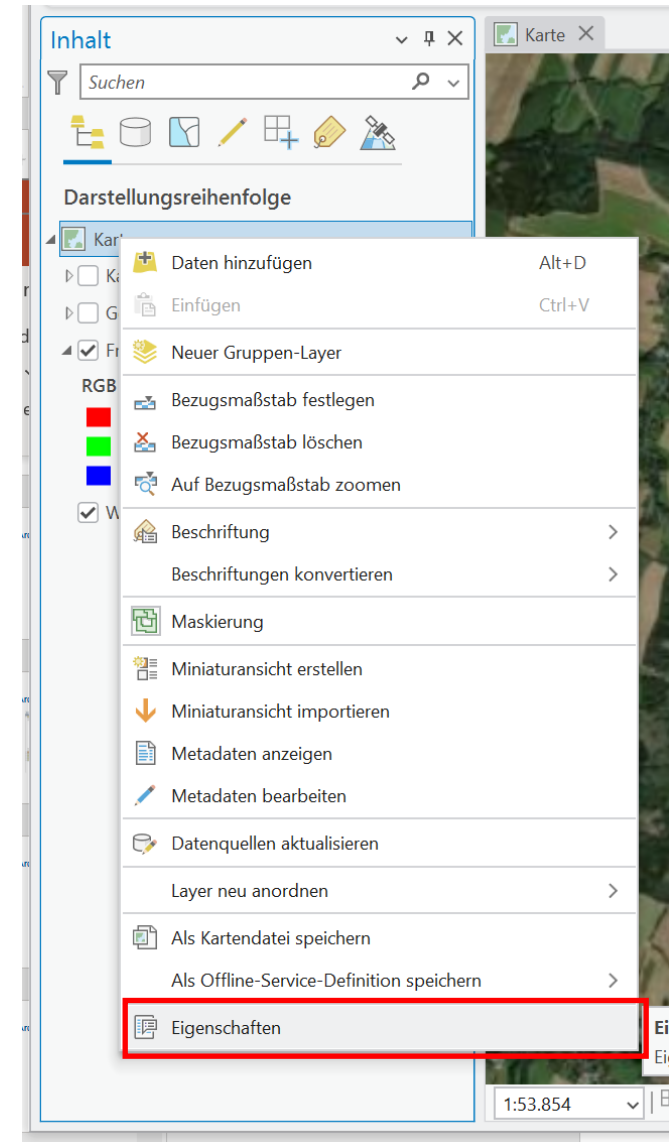 Inhalt
Karte
Suchen
Darstellungsreihenfolge
Daten hinzufügen Alt+D
Einfügen Ctrl+V
G
Neuer Gruppen-Layer
RGB
Bezugsmaßstab festlegen
Bezugsmaßstab löschen
Auf Bezugsmaßstab zoomen
Beschriftung
Beschriftungen konvertieren
Maskierung
Miniaturansicht erstellen
Miniaturansicht importieren
Metadaten anzeigen
Metadaten bearbeiten
Datenquellen aktualisieren
Layer neu anordnen
Als Kartendatei speichern
Als Offline-Service-Definition speichern
Eigenschaften
1:53.854